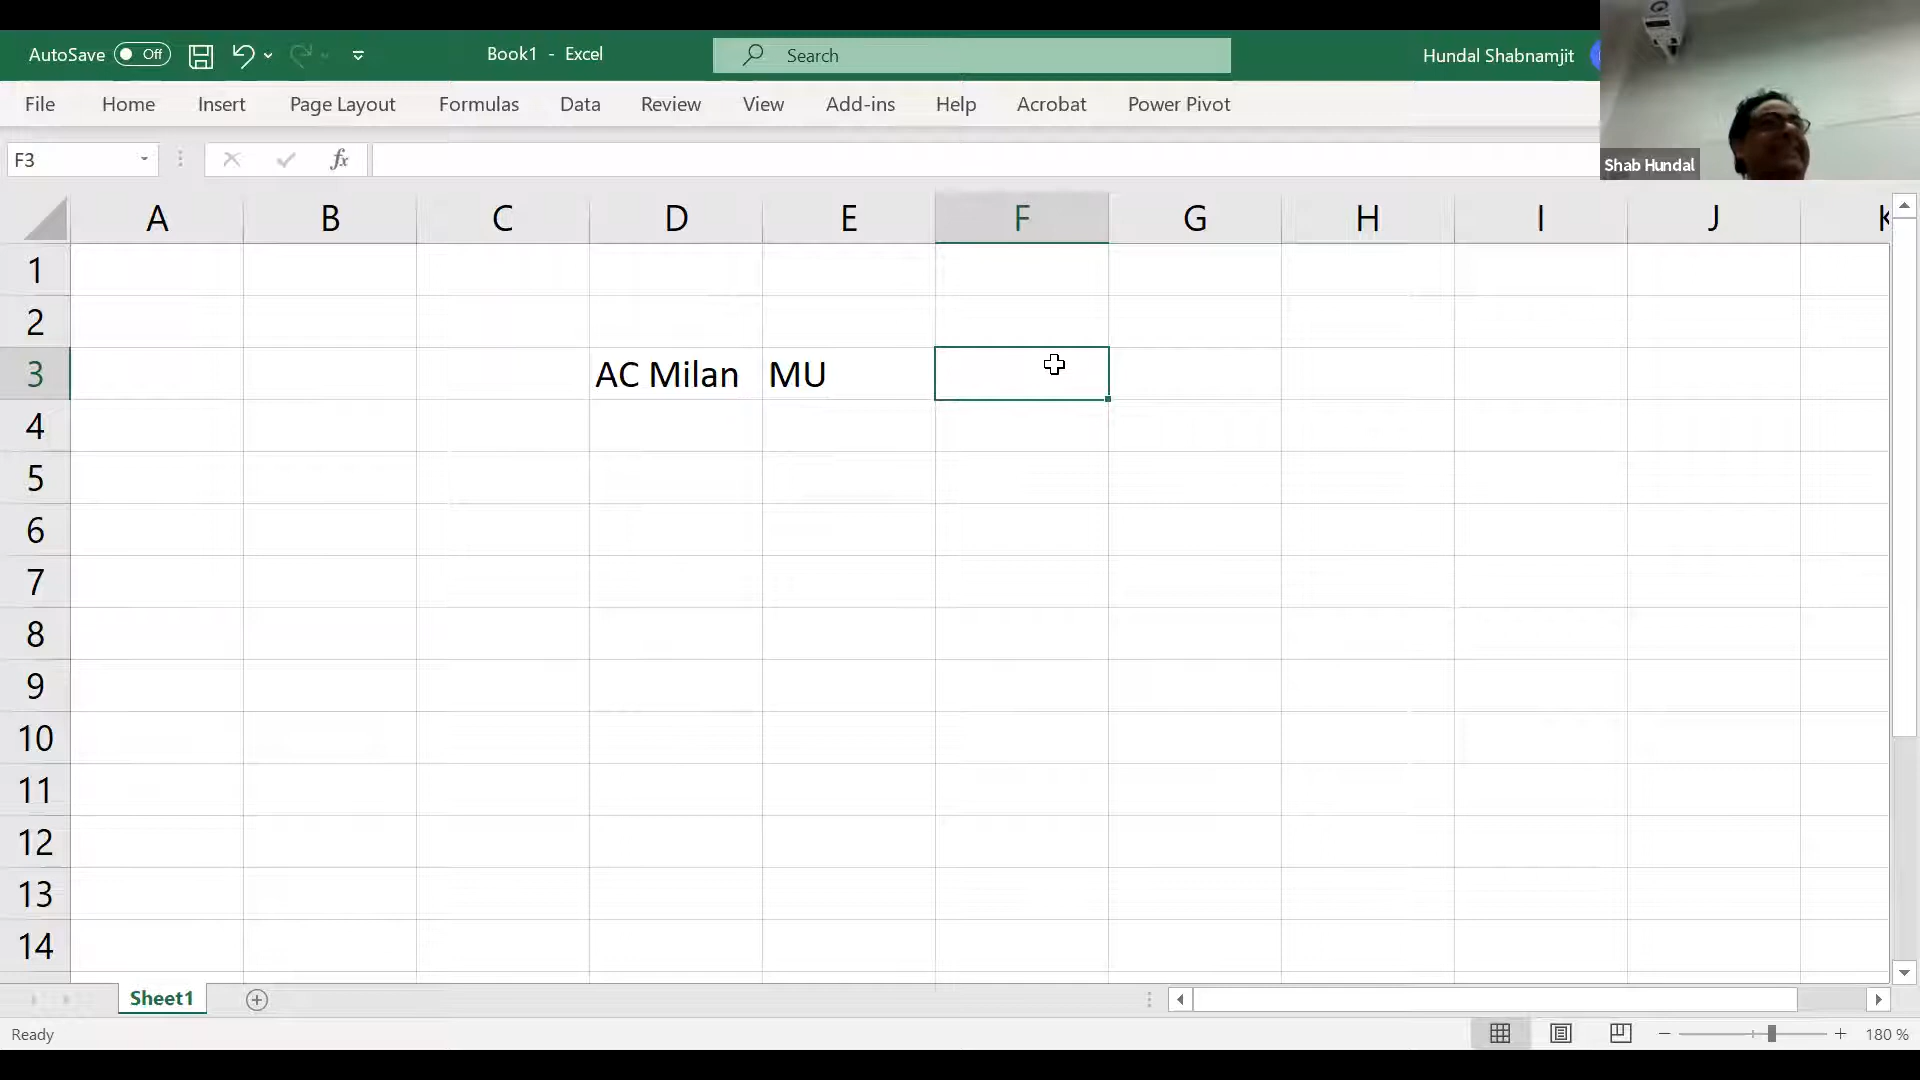 AutoSave Off Book1 - Excel Search Hundal Shabnamjit
File Home Insert Page Layout Formulas Data Review View Add-ins Help Acrobat Power Pivot
Shab Hundal
F3 fx
A B C D E F G H I J K
1
2
3 AC Milan MU
4
5
6
7
8
9
10
11
12
13
14
Sheet1
Ready 180 %